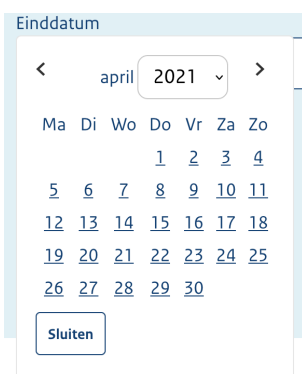 Einddatum
april 2021
Ma Di Wo Do Vr Za Zo
1 2 3 4
5 6 7 8 9 10 11
12 13 14 15 16 17 18
19 20 21 22 23 24 25
26 27 28 29 30
Sluiten